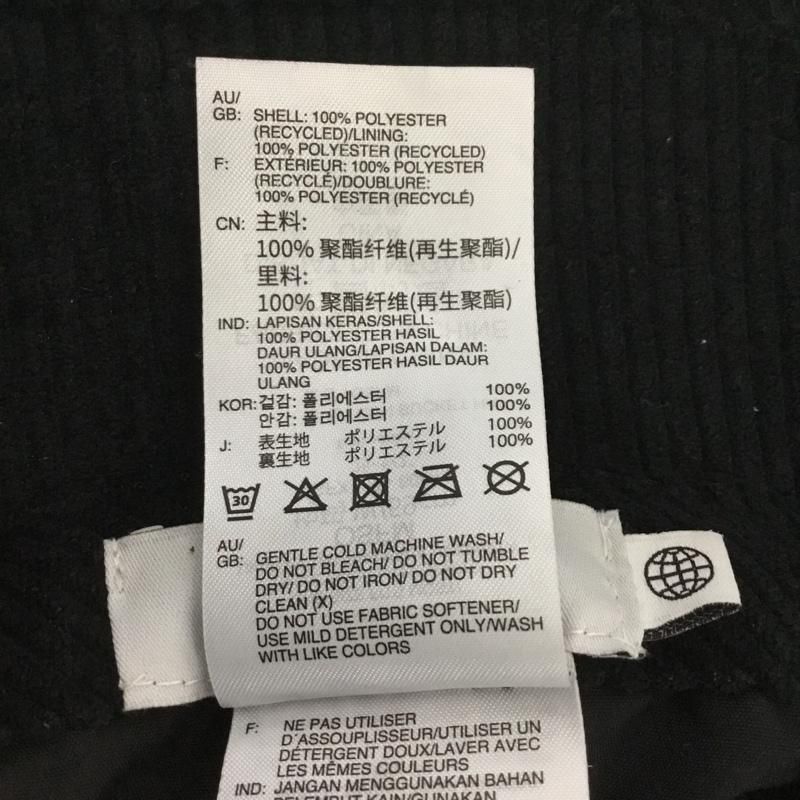 AU/
GB: SHELL: 100% POLYESTER
(RECYCLED)/LINING:
100% POLYESTER (RECYCLED)
F: EXTÉRIEUR: 100% POLYESTER
(RECYCLÉ)/DOUBLURE:
100% POLYESTER (RECYCLÉ)
CN: 主料:
100% 聚酯纤维(再生聚酯)/
里料:
100% 聚酯纤维(再生聚酯)
IND: LAPISAN KERAS/SHELL:
100% POLYESTER HASIL
DAUR ULANG/LAPISAN DALAM:
100% POLYESTER HASIL DAUR
ULANG
KOR: 겉감: 폴리에스터 100%
안감: 폴리에스터 100%
J: 表生地 ポリエステル 100%
裏生地 ポリエステル 100%
30
AU/
GB: GENTLE COLD MACHINE WASH/
DO NOT BLEACH/ DO NOT TUMBLE
DRY/ DO NOT IRON/ DO NOT DRY
CLEAN (X)
DO NOT USE FABRIC SOFTENER/
USE MILD DETERGENT ONLY/WASH
WITH LIKE COLORS
F: NE PAS UTILISER
D'ASSOUPLISSEUR/UTILISER UN
DÉTERGENT DOUX/LAVER AVEC
LES MÊMES COULEURS
IND: JANGAN MENGGUNAKAN BAHAN
PELEMBUT KAIN/GUNAKAN